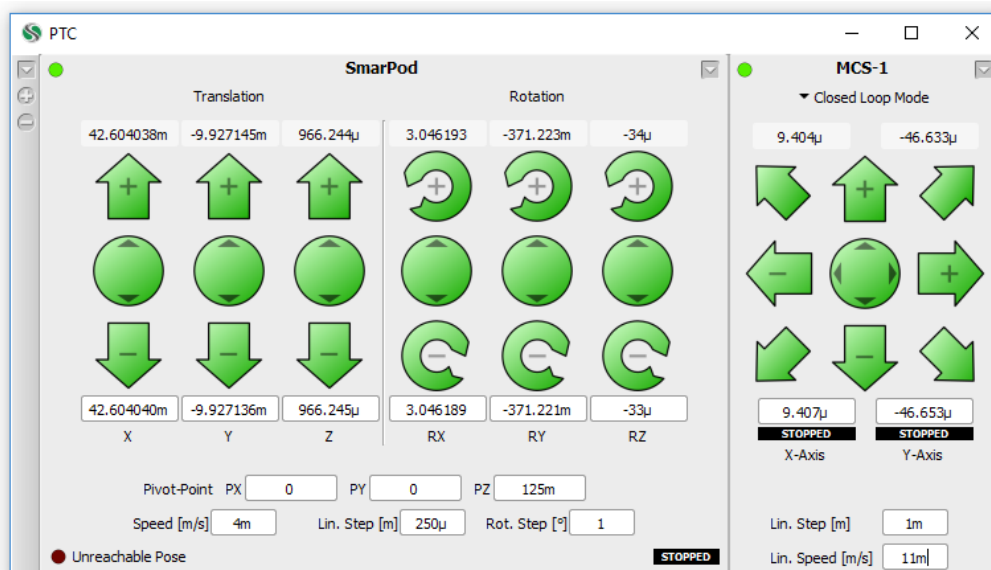 PTC
SmarPod
MCS-1
Translation Rotation
Closed Loop Mode
42.604038m -9.927145m 966.244µ 3.046193 -371.223m -34µ
9.404µ -46.633µ
42.604040m -9.927136m 966.245µ 3.046189 -371.221m -33µ
X Y Z RX RY RZ
9.407µ -46.653µ
STOPPED STOPPED
X-Axis Y-Axis
Pivot-Point PX 0 PY 0 PZ 125m
Speed [m/s] 4m Lin. Step [m] 250µ Rot. Step [°] 1
Lin. Step [m] 1m
Unreachable Pose STOPPED
Lin. Speed [m/s] 11m